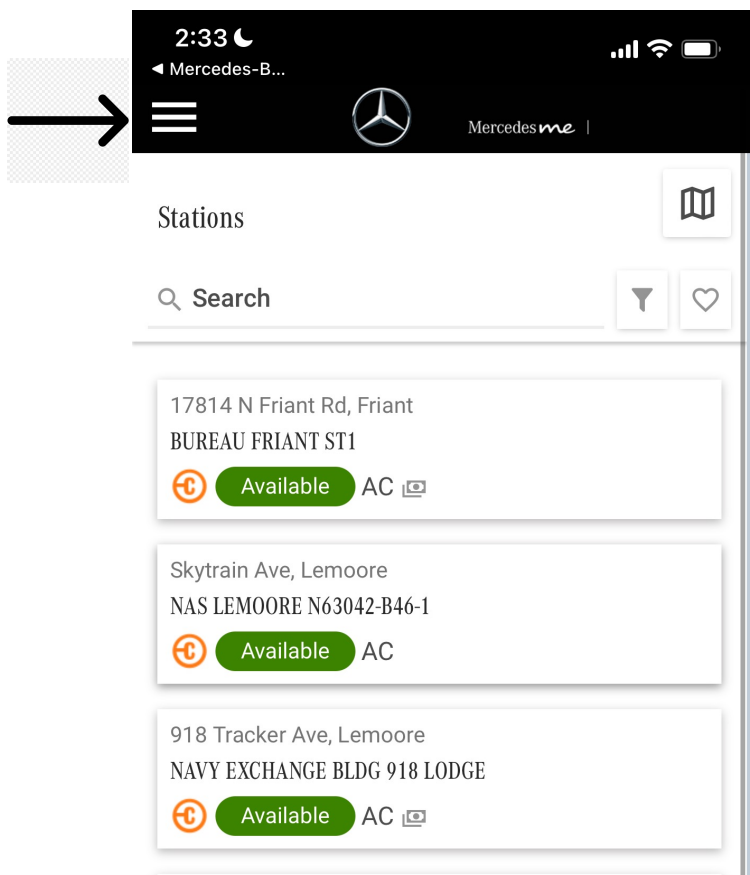 2:33
◀ Mercedes-B...
Mercedes me |
Stations
Search
17814 N Friant Rd, Friant
BUREAU FRIANT ST1
Available AC
Skytrain Ave, Lemoore
NAS LEMOORE N63042-B46-1
Available AC
918 Tracker Ave, Lemoore
NAVY EXCHANGE BLDG 918 LODGE
Available AC